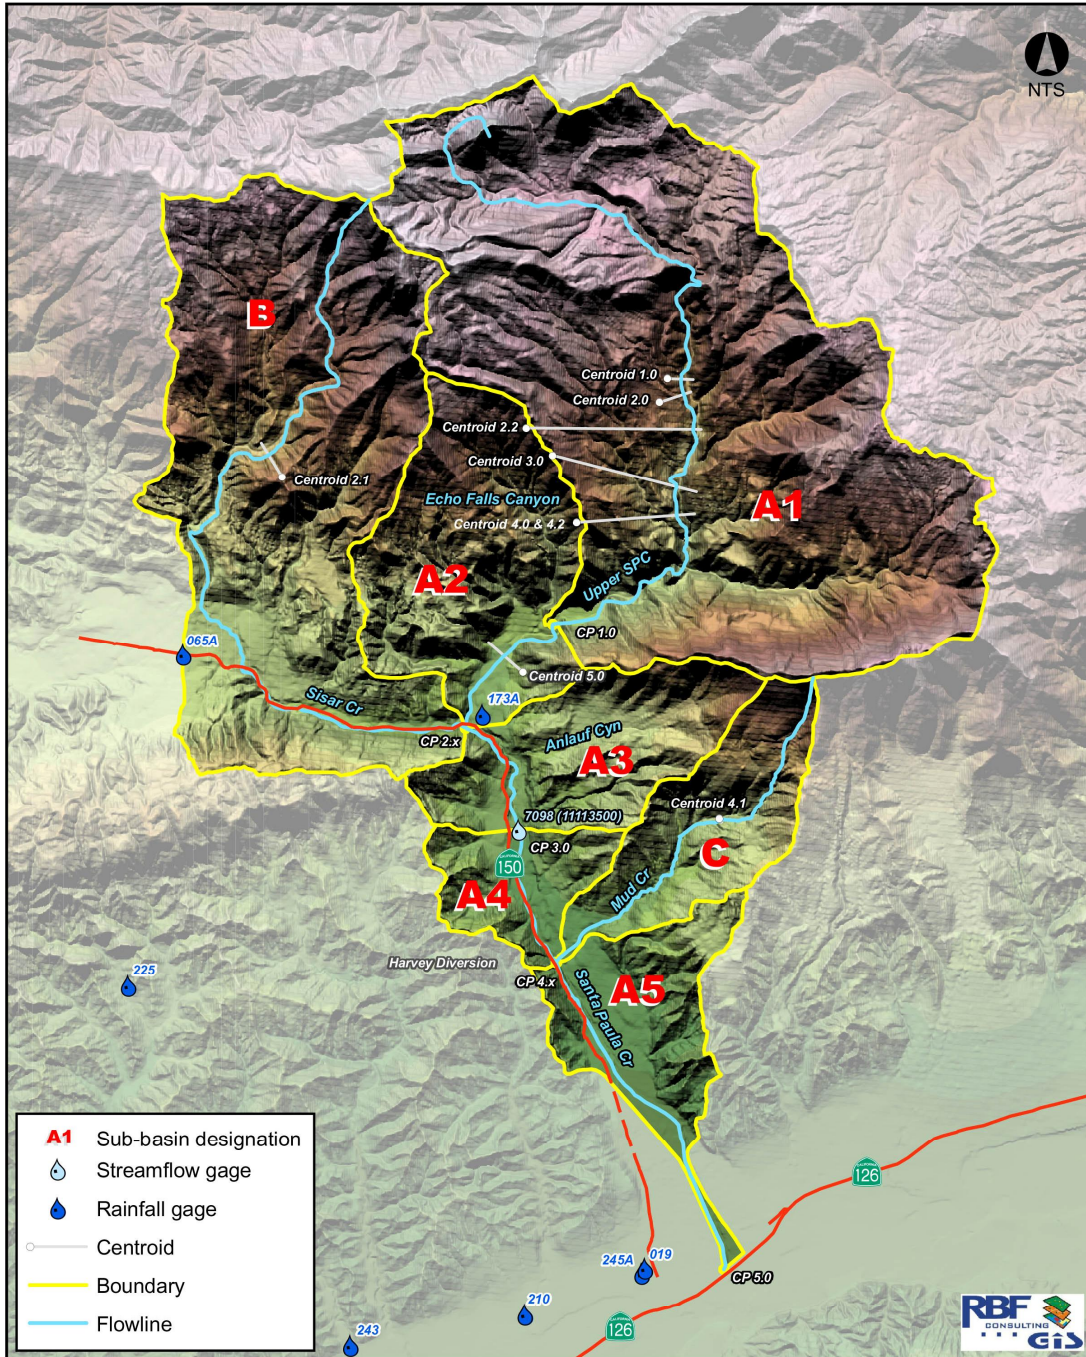 NTS
B
Centroid 1.0
Centroid 2.0
Centroid 2.2
Centroid 3.0
Centroid 2.1
Echo Falls Canyon
A1
Centroid 4.0 & 4.2
A2
Upper SPC
CP 1.0
065A
Centroid 5.0
Sisar Cr
173A
CP 2.x
Anlauf Cyn
A3
Centroid 4.1
7098 (11113500)
CP 3.0
C
CALIFORNIA
150
A4
Mud Cr
Harvey Diversion
225
CP 4.x
A5
Santa Paula Cr
A1 Sub-basin designation
Streamflow gage
Rainfall gage
Centroid
Boundary
Flowline
CALIFORNIA
126
245A
019
CP 5.0
210
243
CALIFORNIA
126
RBF
CONSULTING
GIS